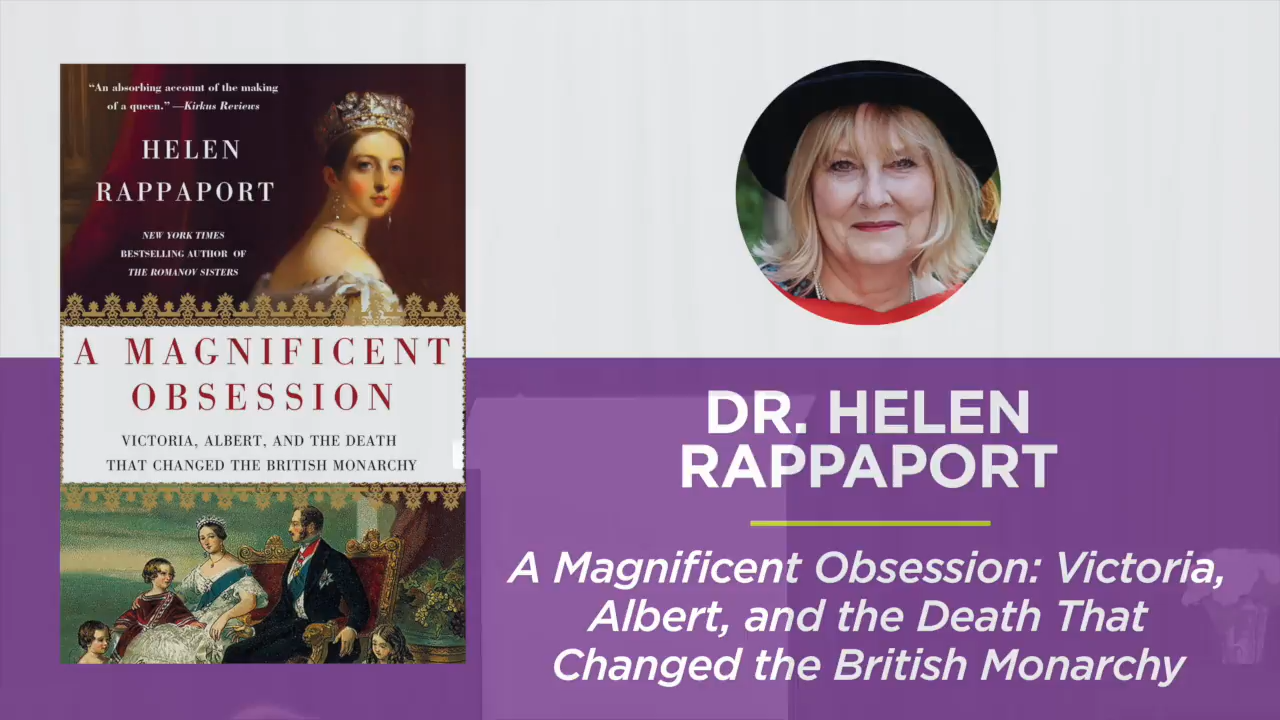 “An absorbing account of the making
of a queen.” —Kirkus Reviews
HELEN
RAPPAPORT
NEW YORK TIMES
BESTSELLING AUTHOR OF
THE ROMANOV SISTERS
A MAGNIFICENT
OBSESSION
VICTORIA, ALBERT, AND THE DEATH
THAT CHANGED THE BRITISH MONARCHY
DR. HELEN
RAPPAPORT
A Magnificent Obsession: Victoria,
Albert, and the Death That
Changed the British Monarchy